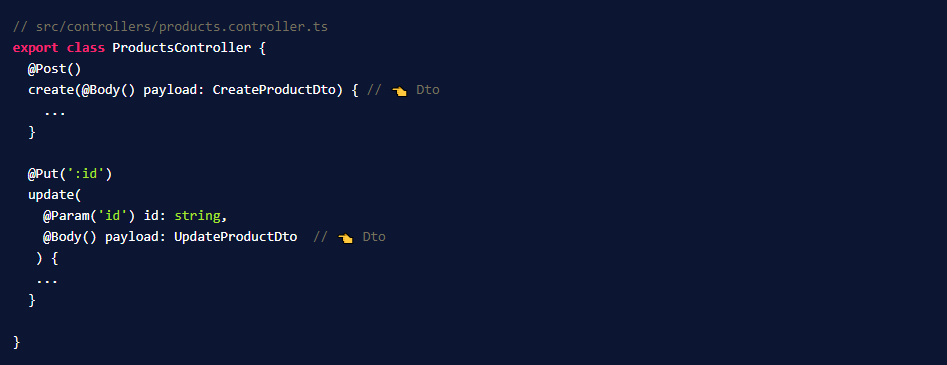 // src/controllers/products.controller.ts
export class ProductsController {
  @Post()
  create(@Body() payload: CreateProductDto) { // 👈 Dto
    ...
  }

  @Put(':id')
  update(
    @Param('id') id: string,
    @Body() payload: UpdateProductDto  // 👈 Dto
   ) {
   ...
  }

}